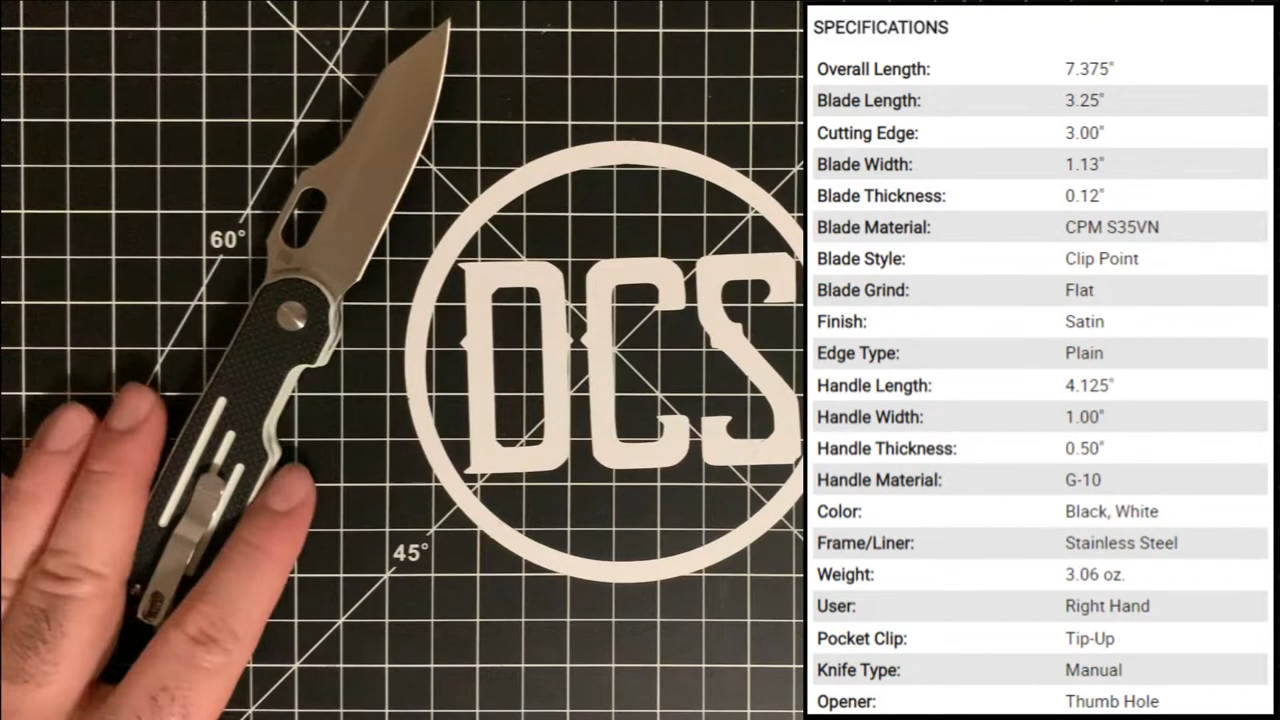 60°
DCS
45°
SPECIFICATIONS
Overall Length: 7.375"
Blade Length: 3.25"
Cutting Edge: 3.00"
Blade Width: 1.13"
Blade Thickness: 0.12"
Blade Material: CPM S35VN
Blade Style: Clip Point
Blade Grind: Flat
Finish: Satin
Edge Type: Plain
Handle Length: 4.125"
Handle Width: 1.00"
Handle Thickness: 0.50"
Handle Material: G-10
Color: Black, White
Frame/Liner: Stainless Steel
Weight: 3.06 oz.
User: Right Hand
Pocket Clip: Tip-Up
Knife Type: Manual
Opener: Thumb Hole